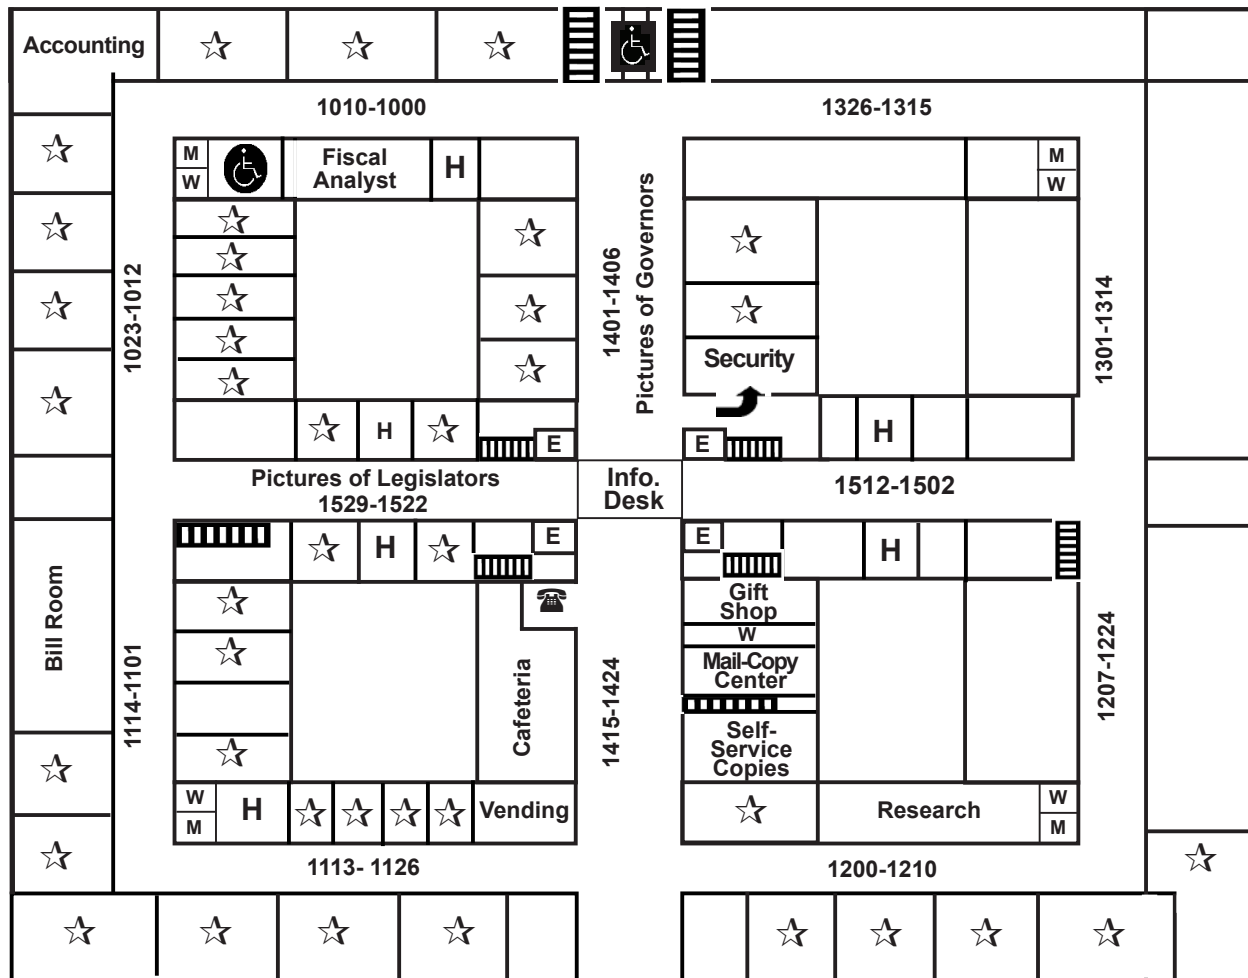 Accounting
1010-1000
1326-1315
M
W
Fiscal
Analyst
H
M
W
1023-1012
1401-1406
Pictures of Governors
1301-1314
Security
H
E
E
H
Pictures of Legislators
1529-1522
Info.
Desk
1512-1502
H
E
E
H
Bill Room
1114-1101
Cafeteria
1415-1424
Gift
Shop
W
Mail-Copy
Center
Self-
Service
Copies
1207-1224
W
M
H
Vending
Research
W
M
1113- 1126
1200-1210